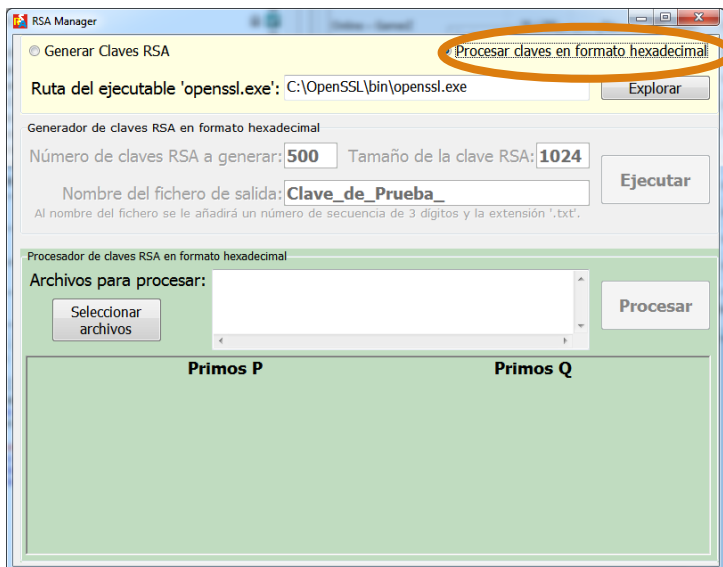 RSA Manager
Generar Claves RSA
Procesar claves en formato hexadecimal
Ruta del ejecutable 'openssl.exe': C:\OpenSSL\bin\openssl.exe Explorar
Generador de claves RSA en formato hexadecimal
Número de claves RSA a generar: 500 Tamaño de la clave RSA: 1024
Ejecutar
Nombre del fichero de salida: Clave_de_Prueba_
Al nombre del fichero se le añadirá un número de secuencia de 3 dígitos y la extensión '.txt'.
Procesador de claves RSA en formato hexadecimal
Archivos para procesar:
Seleccionar
archivos
Procesar
Primos P Primos Q